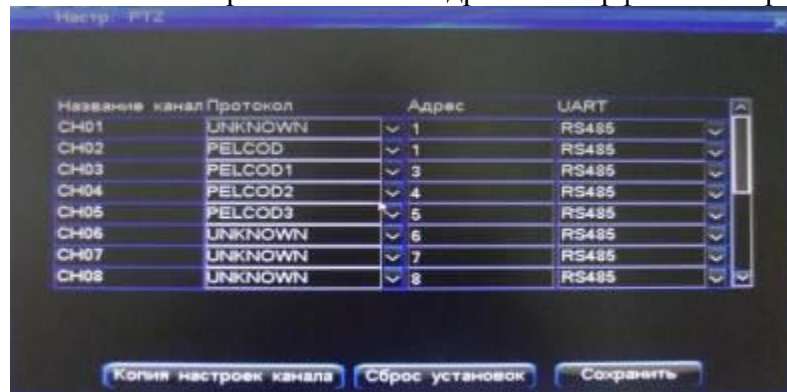 Настр. PTZ
Название канал Протокол Адрес UART
CH01 UNKNOWN 1 RS485
CH02 PELCOD 1 RS485
CH03 PELCOD1 3 RS485
CH04 PELCOD2 4 RS485
CH05 PELCOD3 5 RS485
CH06 UNKNOWN 6 RS485
CH07 UNKNOWN 7 RS485
CH08 UNKNOWN 8 RS485
Копия настроек канала Сброс установок Сохранить